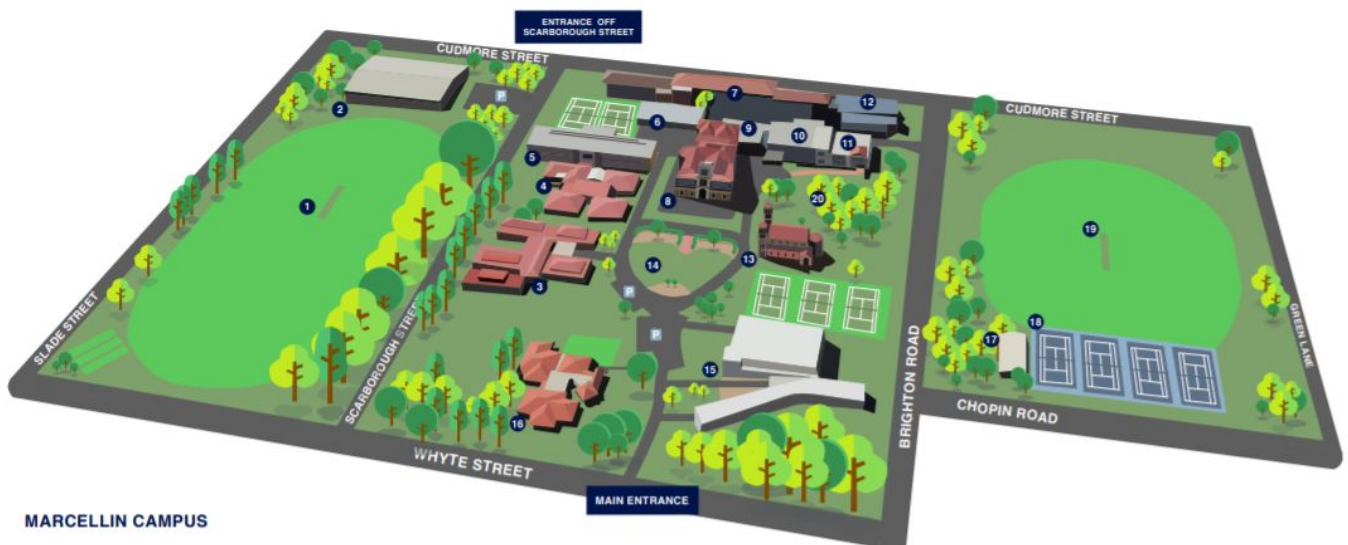 ENTRANCE OFF
SCARBOROUGH STREET
CUDMORE STREET
CUDMORE STREET
2
P
7
12
6
9
10
11
5
4
8
20
1
19
13
14
3
P
18
17
P
15
16
SLADE STREET
SCARBOROUGH STREET
GREEN LANE
BRIGHTON ROAD
CHOPIN ROAD
WHYTE STREET
MAIN ENTRANCE
MARCELLIN CAMPUS